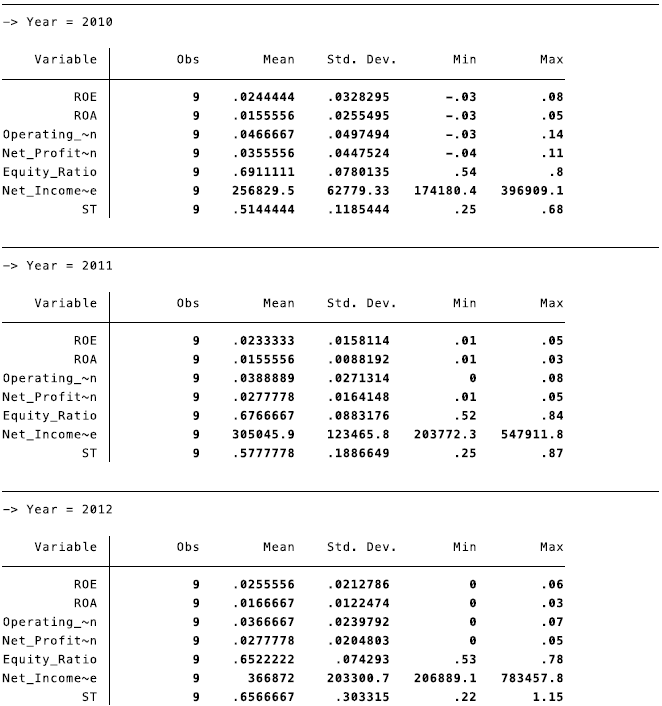 -> Year = 2010
Variable Obs Mean Std. Dev. Min Max
ROE 9 .0244444 .0328295 -.03 .08
ROA 9 .0155556 .0255495 -.03 .05
Operating_~n 9 .0466667 .0497494 -.03 .14
Net_Profit~n 9 .0355556 .0447524 -.04 .11
Equity_Ratio 9 .6911111 .0780135 .54 .8
Net_Income~e 9 256829.5 62779.33 174180.4 396909.1
ST 9 .5144444 .1185444 .25 .68
-> Year = 2011
Variable Obs Mean Std. Dev. Min Max
ROE 9 .0233333 .0158114 .01 .05
ROA 9 .0155556 .0088192 .01 .03
Operating_~n 9 .0388889 .0271314 0 .08
Net_Profit~n 9 .0277778 .0164148 .01 .05
Equity_Ratio 9 .6766667 .0883176 .52 .84
Net_Income~e 9 305045.9 123465.8 203772.3 547911.8
ST 9 .5777778 .1886649 .25 .87
-> Year = 2012
Variable Obs Mean Std. Dev. Min Max
ROE 9 .0255556 .0212786 0 .06
ROA 9 .0166667 .0122474 0 .03
Operating_~n 9 .0366667 .0239792 0 .07
Net_Profit~n 9 .0277778 .0204803 0 .05
Equity_Ratio 9 .6522222 .074293 .53 .78
Net_Income~e 9 366872 203300.7 206889.1 783457.8
ST 9 .6566667 .303315 .22 1.15